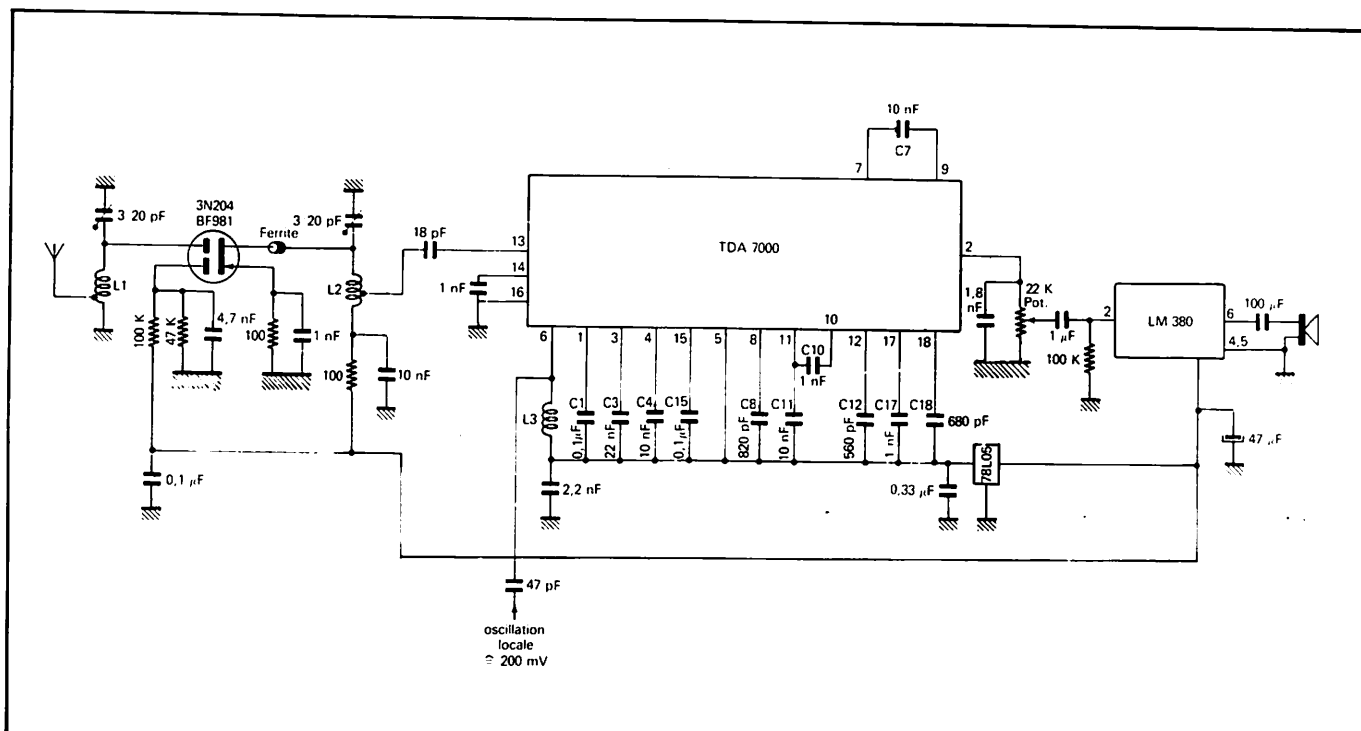 10 nF
C7
7
9
3N204
BF981
3 20 pF
Ferrite
3 20 pF
18 pF
13
TDA 7000
2
L1
L2
14
1 nF
16
22 K
Pot.
1,8
nF
1 µF
100 K
2
LM 380
6
100 µF
4,5
100 K
47 K
4,7 nF
100
1 nF
100
10 nF
6
1
3
4
15
5
8
11
10
12
17
18
C10
1 nF
L3
C1
0,1µF
C3
22 nF
C4
10 nF
C15
0,1µF
C8
820 pF
C11
10 nF
C12
560 pF
C17
1 nF
C18
680 pF
78L05
47 µF
0,1 µF
2,2 nF
0,33 µF
47 pF
oscillation
locale
200 mV